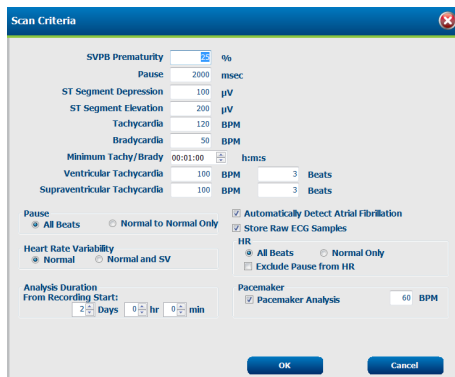 Scan Criteria
SVPB Prematurity 25 %
Pause 2000 msec
ST Segment Depression 100 µV
ST Segment Elevation 200 µV
Tachycardia 120 BPM
Bradycardia 50 BPM
Minimum Tachy/Brady 00:01:00 h:m:s
Ventricular Tachycardia 100 BPM 3 Beats
Supraventricular Tachycardia 100 BPM 3 Beats
Pause
All Beats Normal to Normal Only
Automatically Detect Atrial Fibrillation
Store Raw ECG Samples
Heart Rate Variability
Normal Normal and SV
HR
All Beats Normal Only
Exclude Pause from HR
Analysis Duration
From Recording Start:
2 Days 0 hr 0 min
Pacemaker
Pacemaker Analysis 60 BPM
OK Cancel